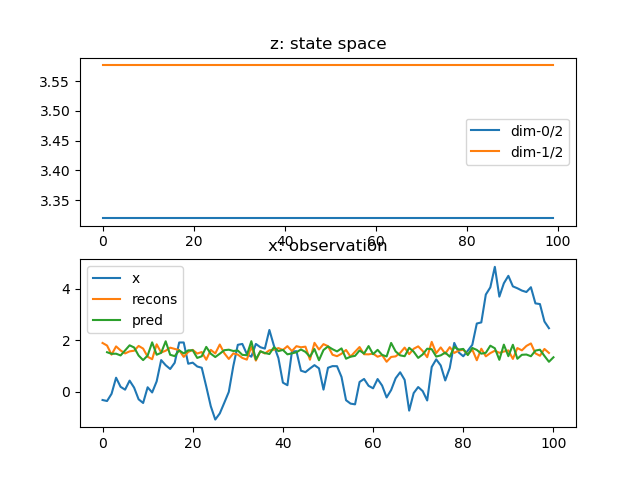 z: state space
3.55
3.50
3.45
3.40
3.35
dim-0/2
dim-1/2
0 20 40 60 80 100
x: observation
4
2
0
x
recons
pred
0 20 40 60 80 100